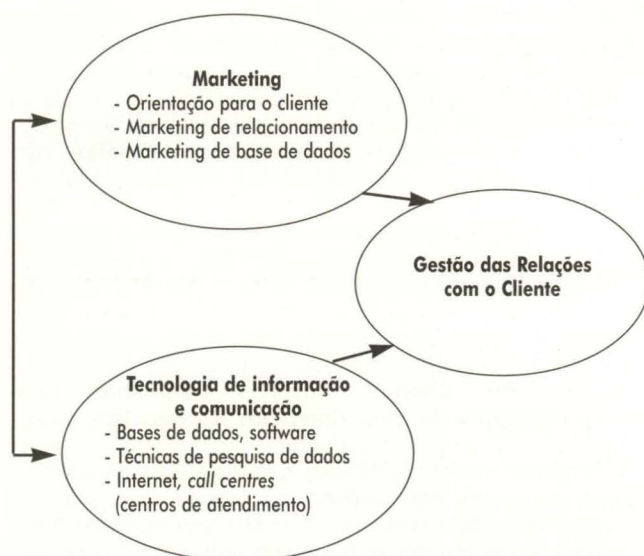 Marketing
- Orientação para o cliente
- Marketing de relacionamento
- Marketing de base de dados
Gestão das Relações
com o Cliente
Tecnologia de informação
e comunicação
- Bases de dados, software
- Técnicas de pesquisa de dados
- Internet, call centres
(centros de atendimento)